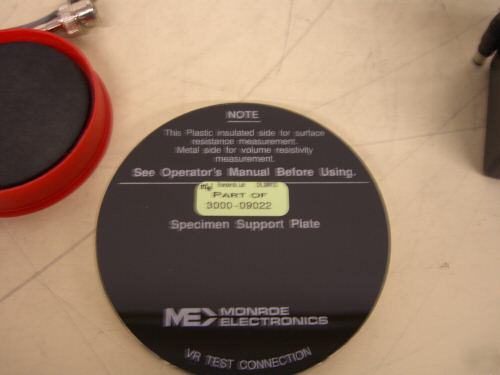 NOTE
This Plastic insulated side for surface
resistance measurement.
Metal side for volume resistivity
measurement.
See Operator's Manual Before Using.
PART OF
3000-09022
Specimen Support Plate
ME MONROE
ELECTRONICS
VR TEST CONNECTION